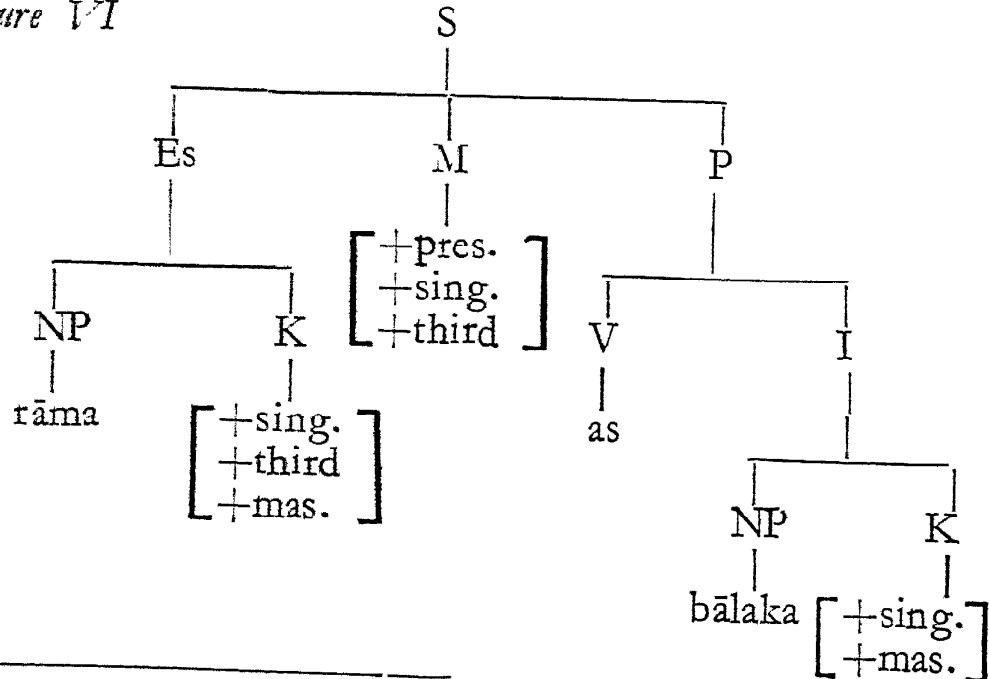 ure VI
S
Es M P
+pres.
+sing.
+third
NP K V I
rāma
+sing.
+third
+mas.
as
NP K
bālaka
+sing.
+mas.